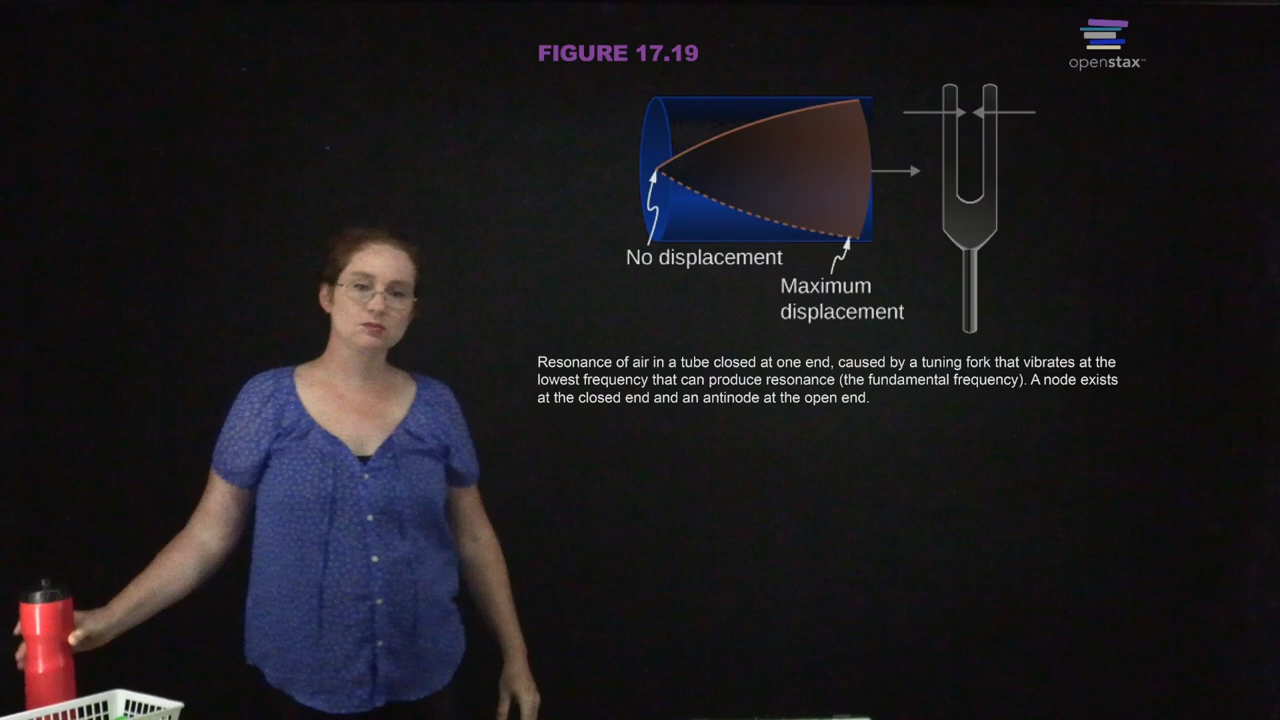 FIGURE 17.19
openstax™
No displacement
Maximum
displacement
Resonance of air in a tube closed at one end, caused by a tuning fork that vibrates at the
lowest frequency that can produce resonance (the fundamental frequency). A node exists
at the closed end and an antinode at the open end.